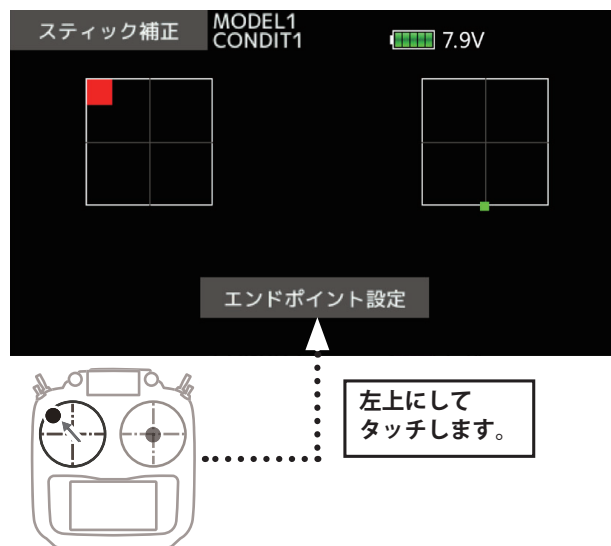 スティック補正
MODEL1
CONDIT1
7.9V
エンドポイント設定
左上にして
タッチします。